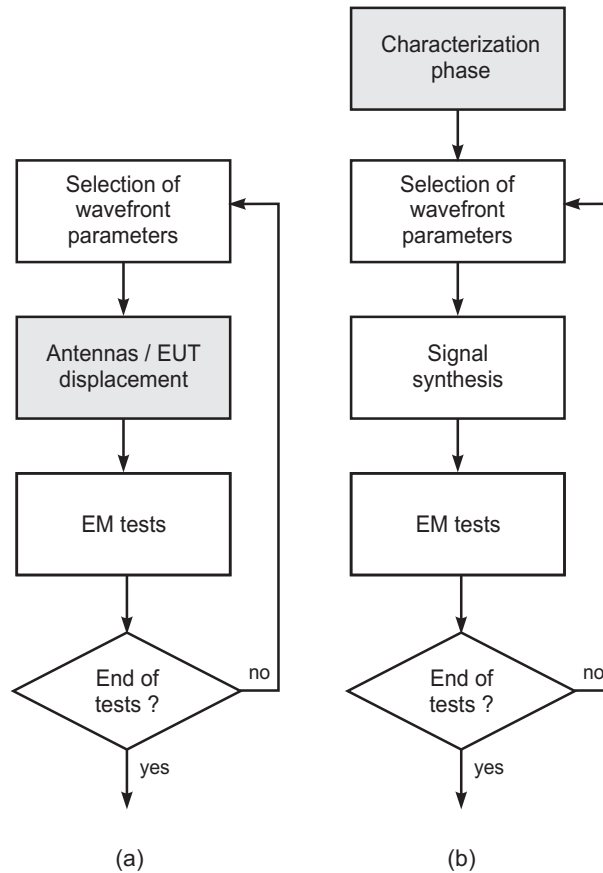 Selection of
wavefront
parameters
Antennas / EUT
displacement
EM tests
End of
tests ?
no
yes
(a)
Characterization
phase
Selection of
wavefront
parameters
Signal
synthesis
EM tests
End of
tests ?
no
yes
(b)